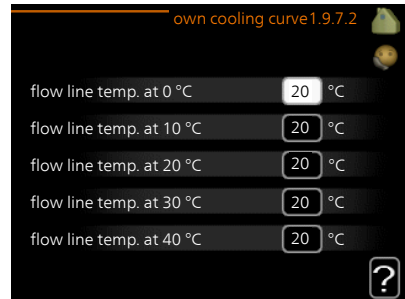 own cooling curve1.9.7.2
flow line temp. at 0 °C 20 °C
flow line temp. at 10 °C 20 °C
flow line temp. at 20 °C 20 °C
flow line temp. at 30 °C 20 °C
flow line temp. at 40 °C 20 °C
?